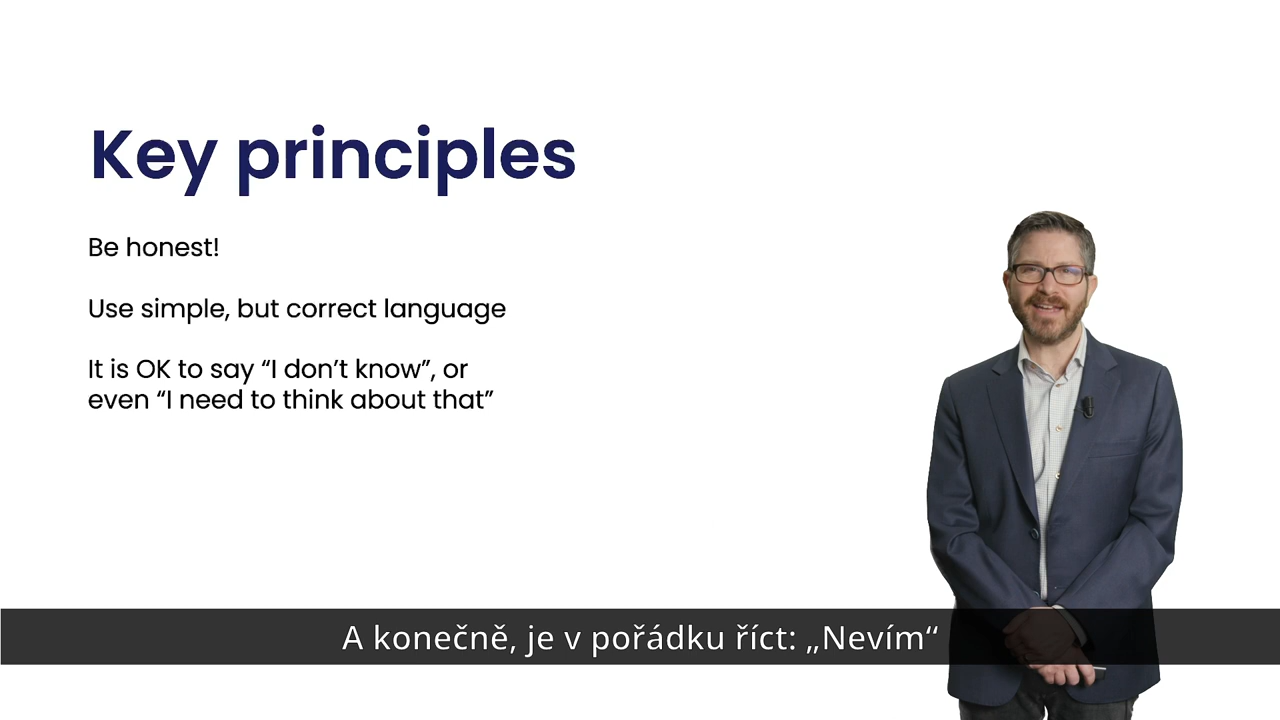 Key principles
Be honest!
Use simple, but correct language
It is OK to say “I don’t know”, or
even “I need to think about that”
A konečně, je v pořádku říct: „Nevím“